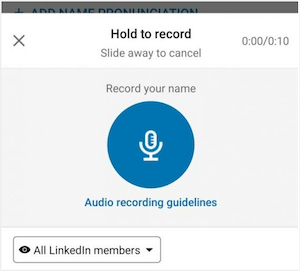 + ADD NAME PRONUNCIATION
Hold to record
Slide away to cancel
0:00/0:10
Record your name
Audio recording guidelines
All LinkedIn members